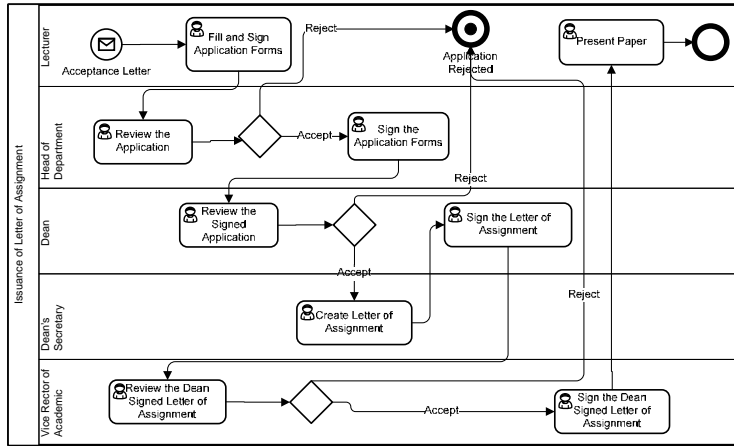 Issuance of Letter of Assignment
Lecturer
Acceptance Letter
Fill and Sign
Application Forms
Reject
Application
Rejected
Present Paper
Head of
Department
Review the
Application
Accept
Sign the
Application Forms
Reject
Dean
Review the
Signed
Application
Sign the Letter of
Assignment
Accept
Reject
Dean's
Secretary
Create Letter of
Assignment
Vice Rector of
Academic
Review the Dean
Signed Letter of
Assignment
Accept
Sign the Dean
Signed Letter of
Assignment